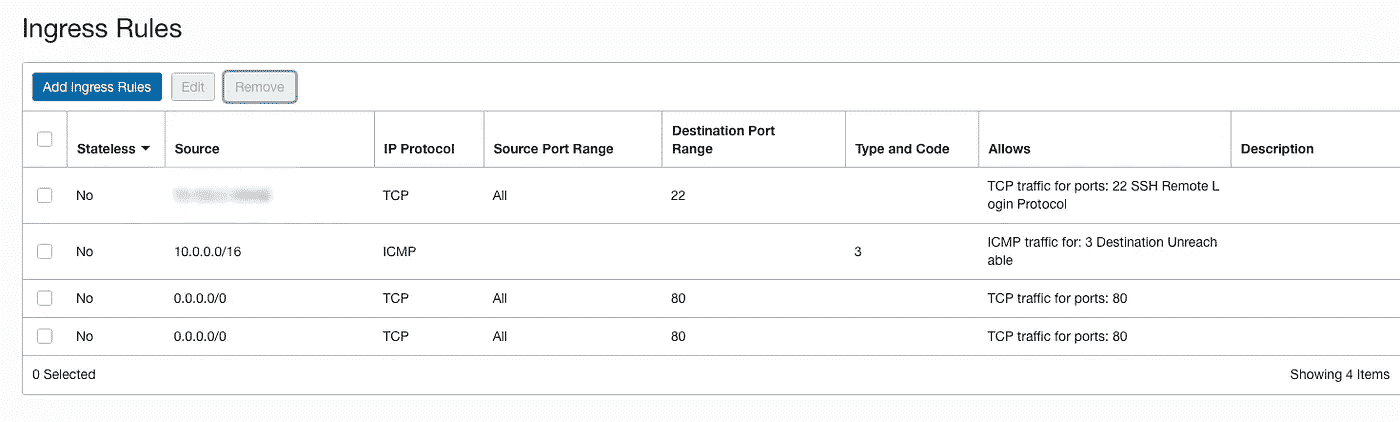 Ingress Rules
Add Ingress Rules Edit Remove
Stateless Source IP Protocol Source Port Range Destination Port Range Type and Code Allows Description
No TCP All 22 TCP traffic for ports: 22 SSH Remote L
ogin Protocol
No 10.0.0.0/16 ICMP 3 ICMP traffic for: 3 Destination Unreach
able
No 0.0.0.0/0 TCP All 80 TCP traffic for ports: 80
No 0.0.0.0/0 TCP All 80 TCP traffic for ports: 80
0 Selected Showing 4 Items